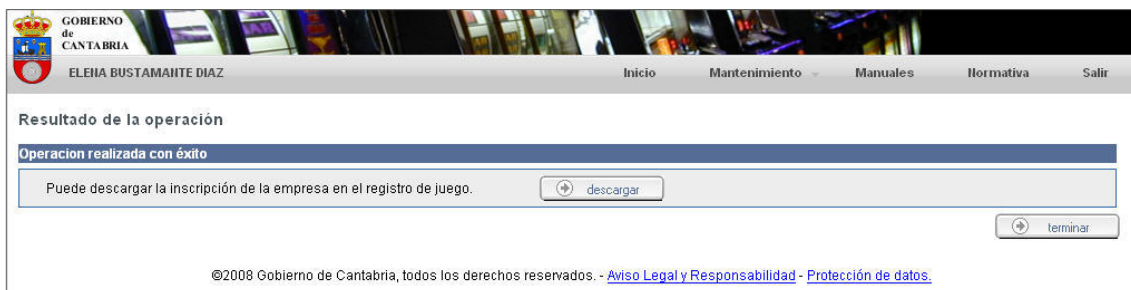 GOBIERNO
de
CANTABRIA
ELENA BUSTAMANTE DIAZ Inicio Mantenimiento Manuales Normativa Salir
Resultado de la operación
Operacion realizada con éxito
Puede descargar la inscripción de la empresa en el registro de juego. descargar
terminar
©2008 Gobierno de Cantabria, todos los derechos reservados. - Aviso Legal y Responsabilidad - Protección de datos.